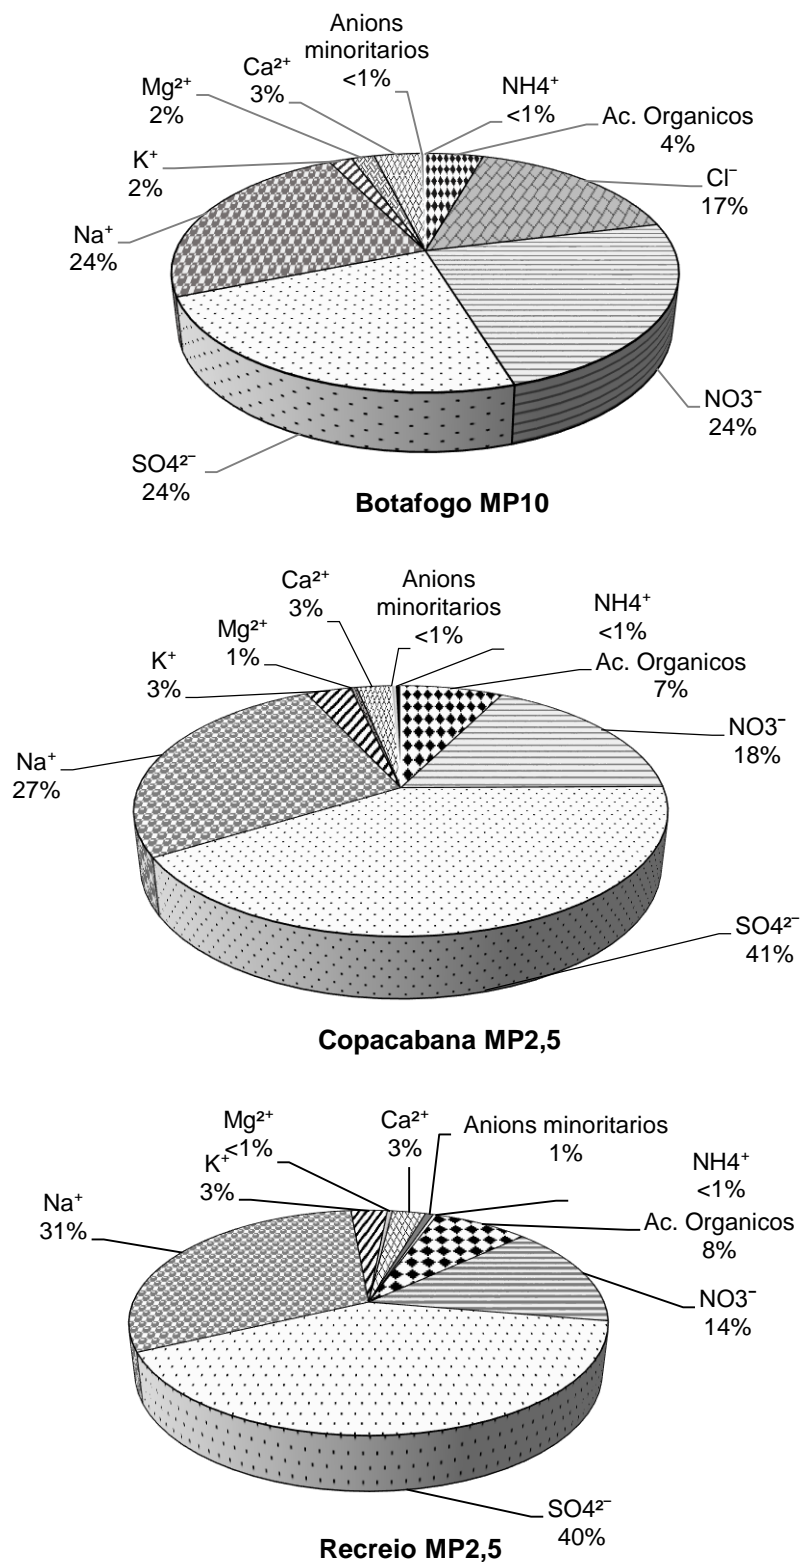 Anions
minoritarios
<1%
Ca²⁺
3%
Mg²⁺
2%
K⁺
2%
Na⁺
24%
NH4⁺
<1%
Ac. Organicos
4%
Cl⁻
17%
NO3⁻
24%
SO4²⁻
24%
Botafogo MP10
Ca²⁺
3%
Anions
minoritarios
<1%
Mg²⁺
1%
K⁺
3%
Na⁺
27%
NH4⁺
<1%
Ac. Organicos
7%
NO3⁻
18%
SO4²⁻
41%
Copacabana MP2,5
Mg²⁺
<1%
Ca²⁺
3%
Anions minoritarios
1%
K⁺
3%
Na⁺
31%
NH4⁺
<1%
Ac. Organicos
8%
NO3⁻
14%
SO4²⁻
40%
Recreio MP2,5